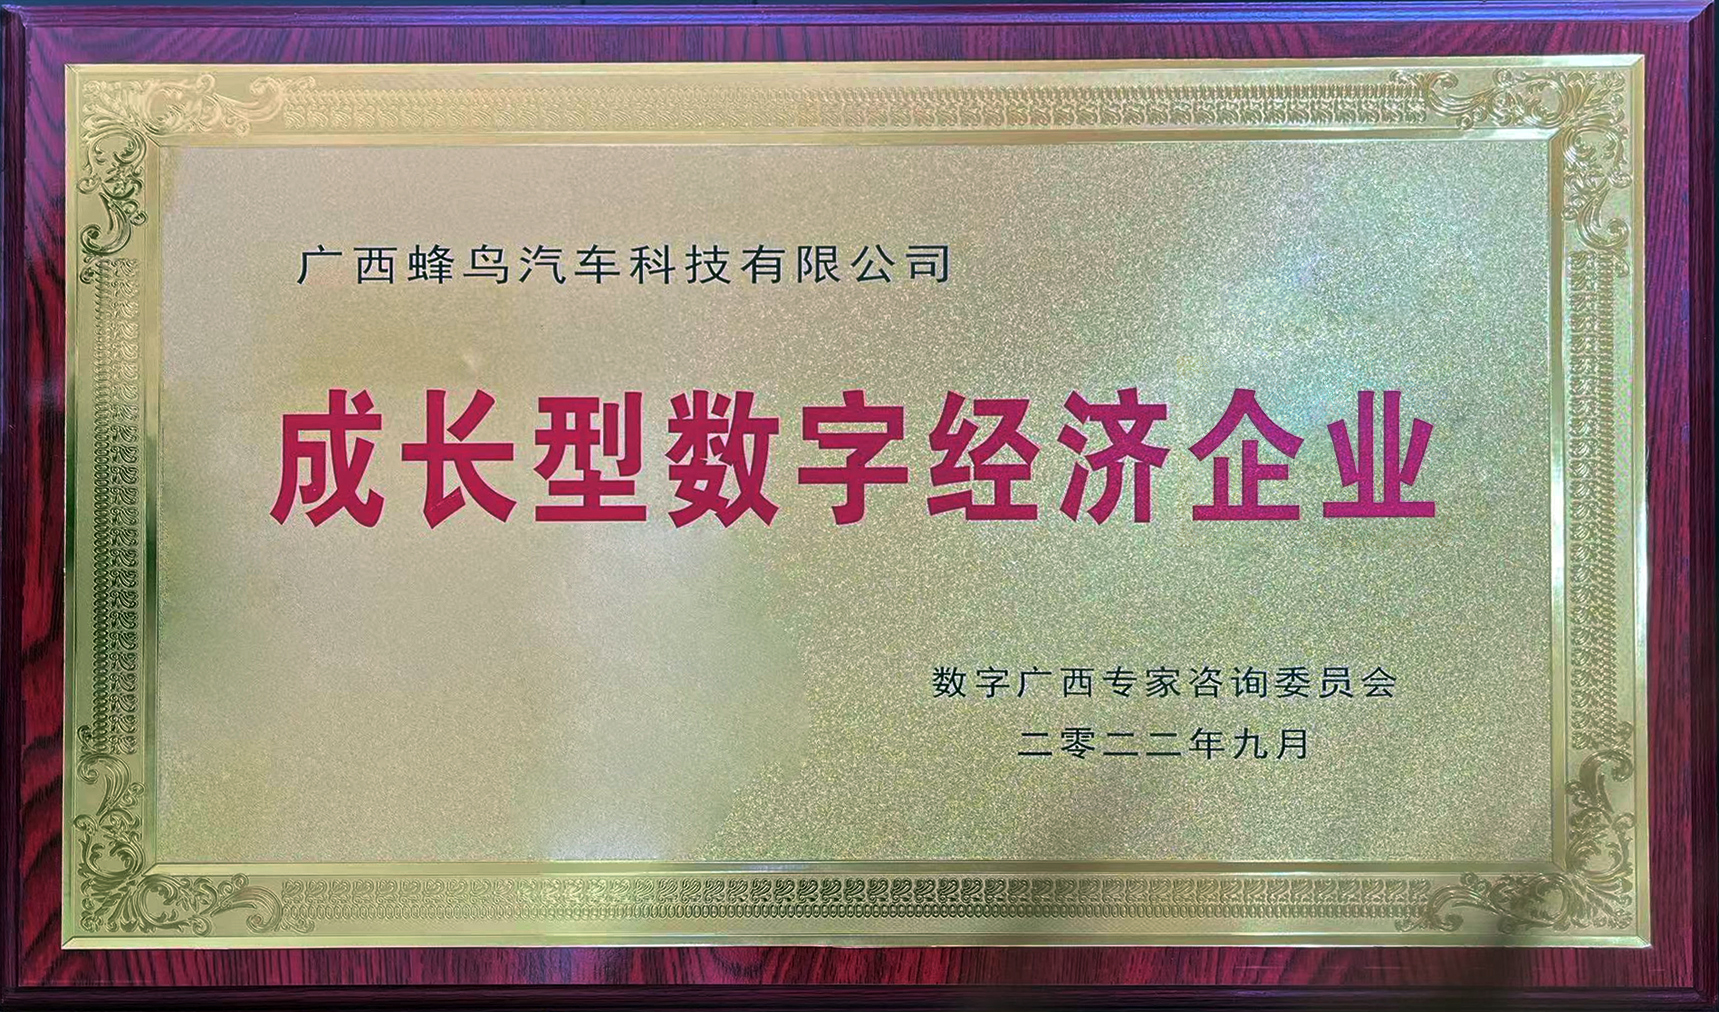 广西蜂鸟汽车科技有限公司
成长型数字经济企业
数字广西专家咨询委员会
二零二二年九月